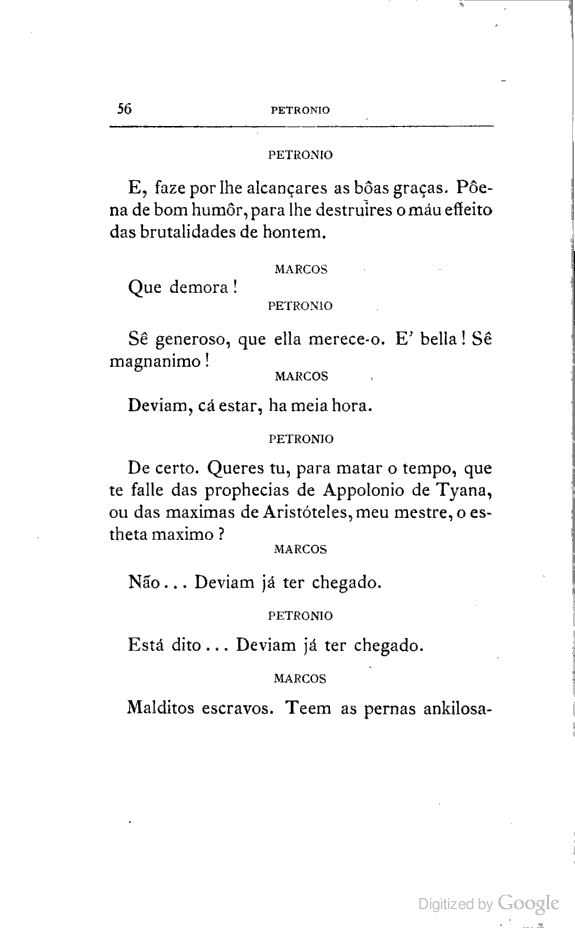 56 PETRONIO
PETRONIO
E, faze por lhe alcançares as bôas graças. Pôe-
na de bom humôr, para lhe destruires o máu effeito
das brutalidades de hontem.
MARCOS
Que demora !
PETRONIO
Sê generoso, que ella merece-o. E' bella ! Sê
magnanimo !
MARCOS
Deviam, cá estar, ha meia hora.
PETRONIO
De certo. Queres tu, para matar o tempo, que
te falle das prophecias de Appolonio de Tyana,
ou das maximas de Aristóteles, meu mestre, o es-
theta maximo ?
MARCOS
Não... Deviam já ter chegado.
PETRONIO
Está dito... Deviam já ter chegado.
MARCOS
Malditos escravos. Teem as pernas ankilosa-
Digitized by Google